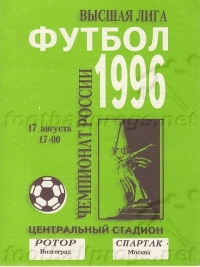 ВЫСШАЯ ЛИГА
ФУТБОЛ
1996
ЧЕМПИОНАТ РОССИИ
17 августа
17-00
ЦЕНТРАЛЬНЫЙ СТАДИОН
РОТОР
Волгоград
СПАРТАК
Москва